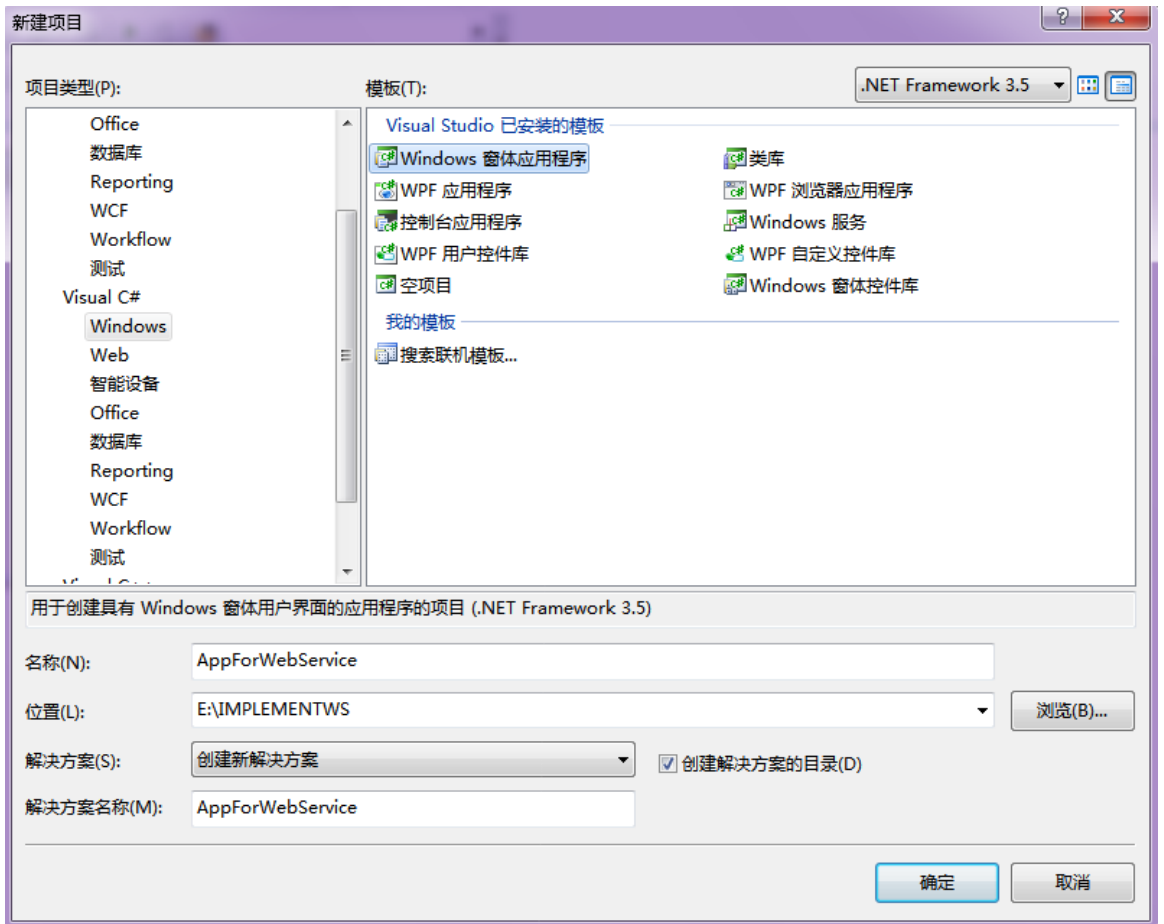 新建项目
项目类型(P):
模板(T):
.NET Framework 3.5
Office
数据库
Reporting
WCF
Workflow
测试
Visual C#
Windows
Web
智能设备
Office
数据库
Reporting
WCF
Workflow
测试
Visual Studio 已安装的模板
Windows 窗体应用程序
类库
WPF 应用程序
WPF 浏览器应用程序
控制台应用程序
Windows 服务
WPF 用户控件库
WPF 自定义控件库
空项目
Windows 窗体控件库
我的模板
搜索联机模板...
用于创建具有 Windows 窗体用户界面的应用程序的项目 (.NET Framework 3.5)
名称(N):
AppForWebService
位置(L):
E:\IMPLEMENTWS
浏览(B)...
解决方案(S):
创建新解决方案
创建解决方案的目录(D)
解决方案名称(M):
AppForWebService
确定
取消